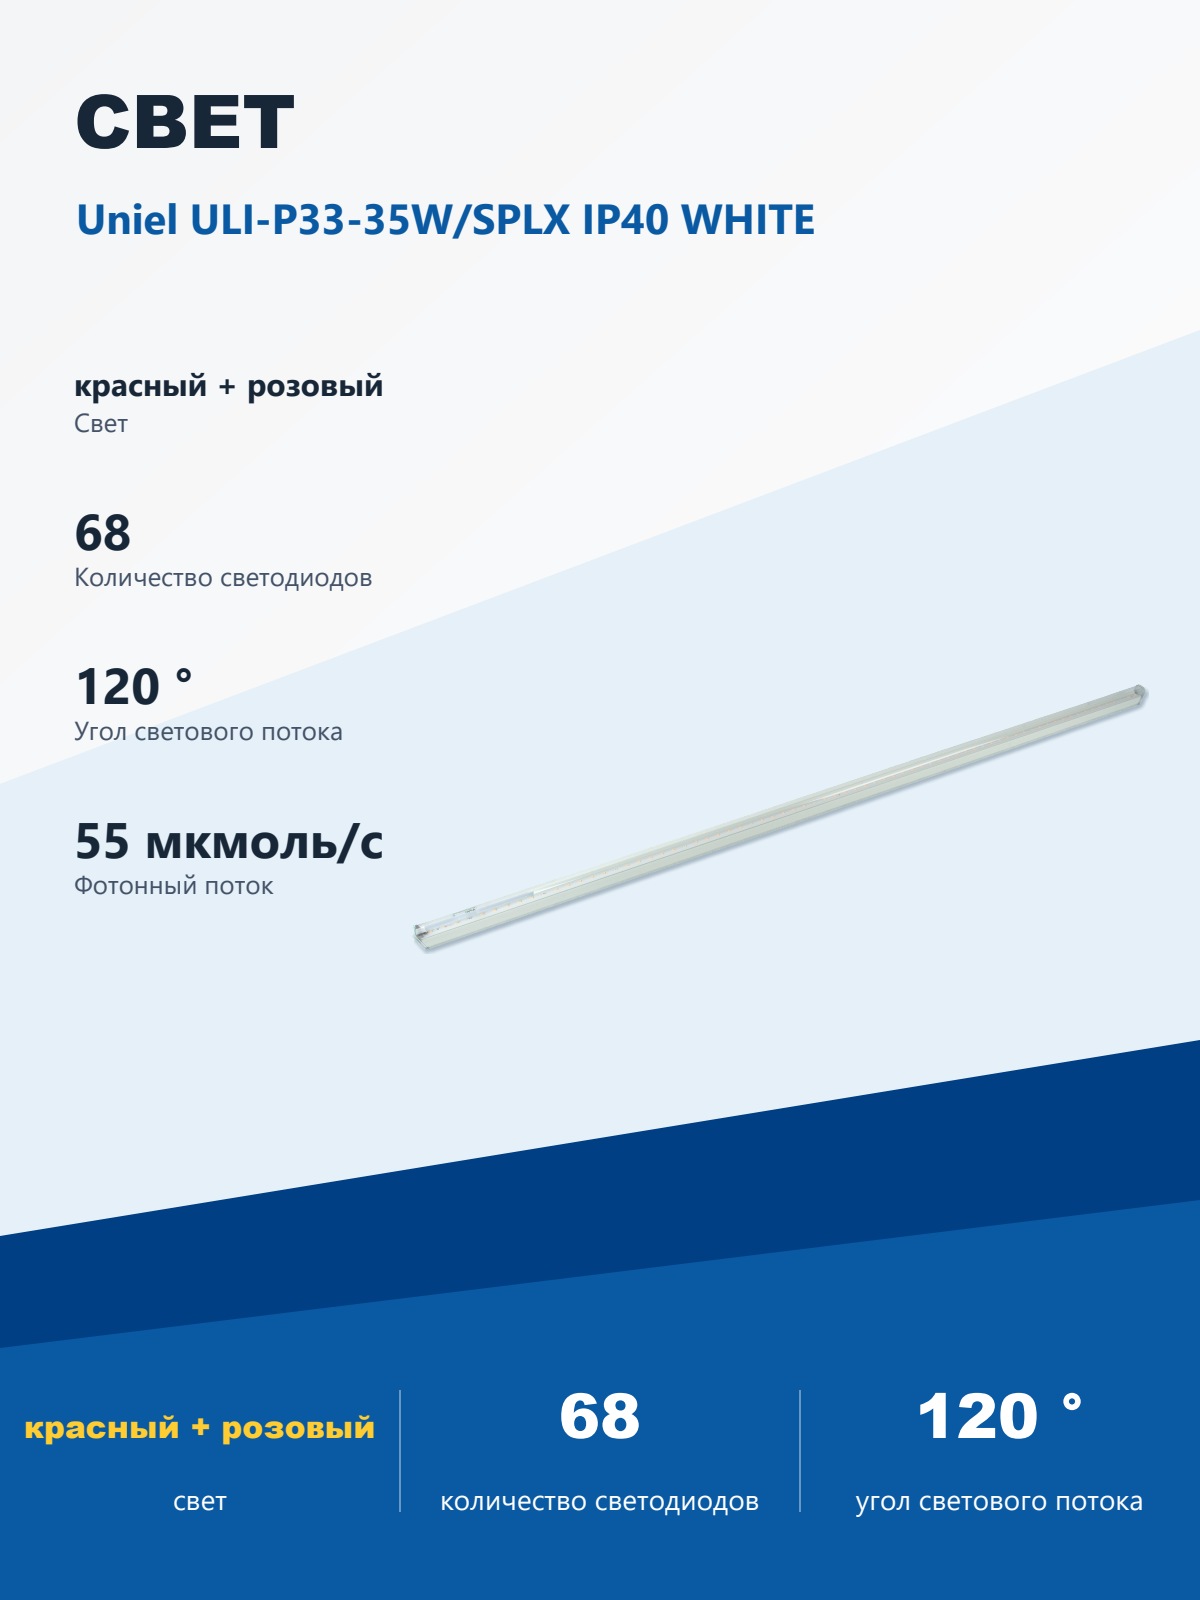 СВЕТ
Uniel ULI-P33-35W/SPLX IP40 WHITE
красный + розовый
Свет
68
Количество светодиодов
120 °
Угол светового потока
55 мкмоль/с
Фотонный поток
красный + розовый
свет
68
количество светодиодов
120 °
угол светового потока